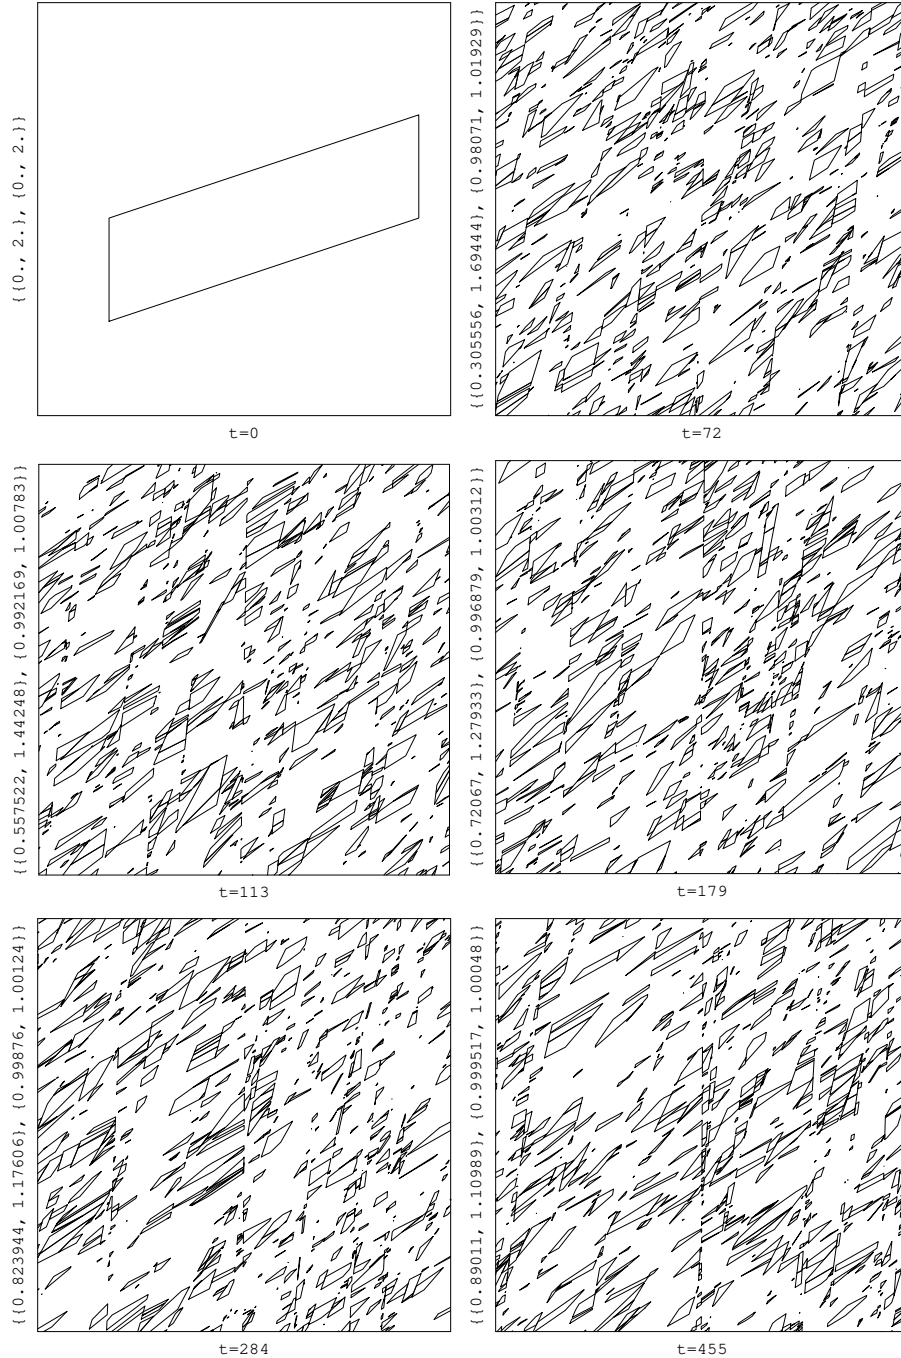 {{0., 2.}, {0., 2.}}
t=0
{{0.305556, 1.69444}, {0.98071, 1.01929}}
t=72
{{0.557522, 1.44248}, {0.992169, 1.00783}}
t=113
{{0.72067, 1.27933}, {0.996879, 1.00312}}
t=179
{{0.823944, 1.17606}, {0.99876, 1.00124}}
t=284
{{0.89011, 1.10989}, {0.999517, 1.00048}}
t=455